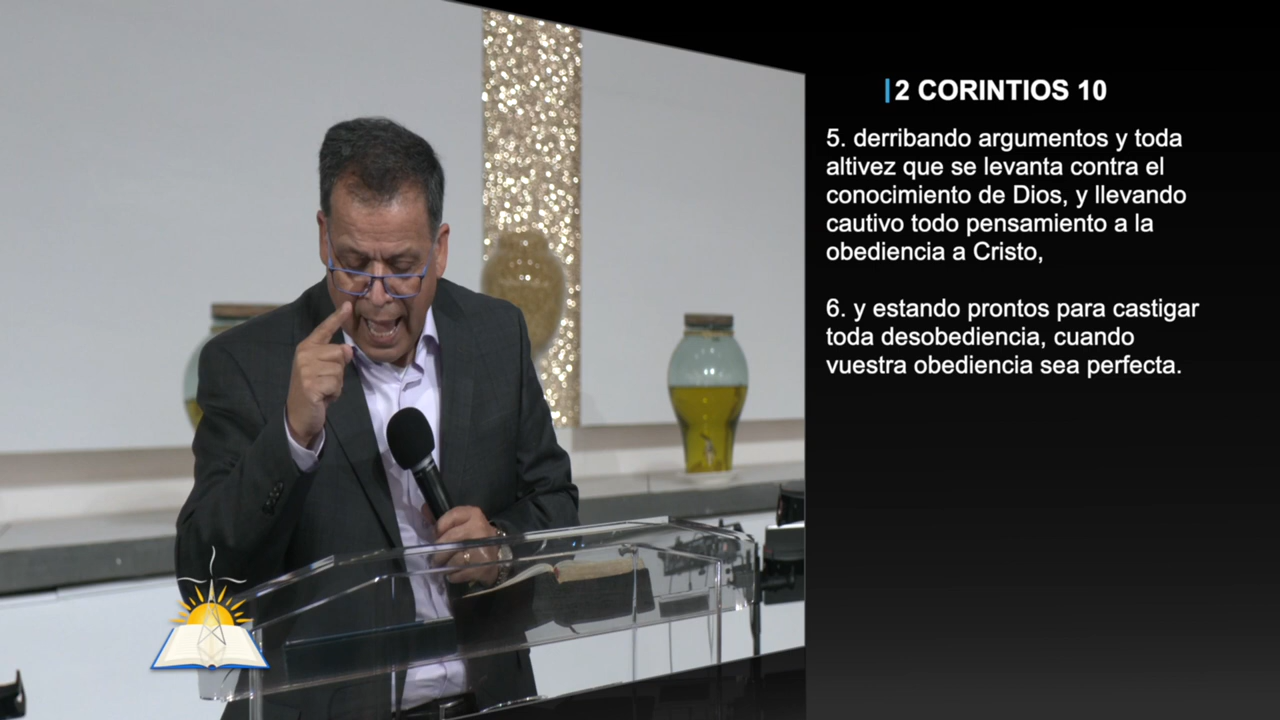 2 CORINTIOS 10
5. derribando argumentos y toda
altivez que se levanta contra el
conocimiento de Dios, y llevando
cautivo todo pensamiento a la
obediencia a Cristo,
6. y estando prontos para castigar
toda desobediencia, cuando
vuestra obediencia sea perfecta.